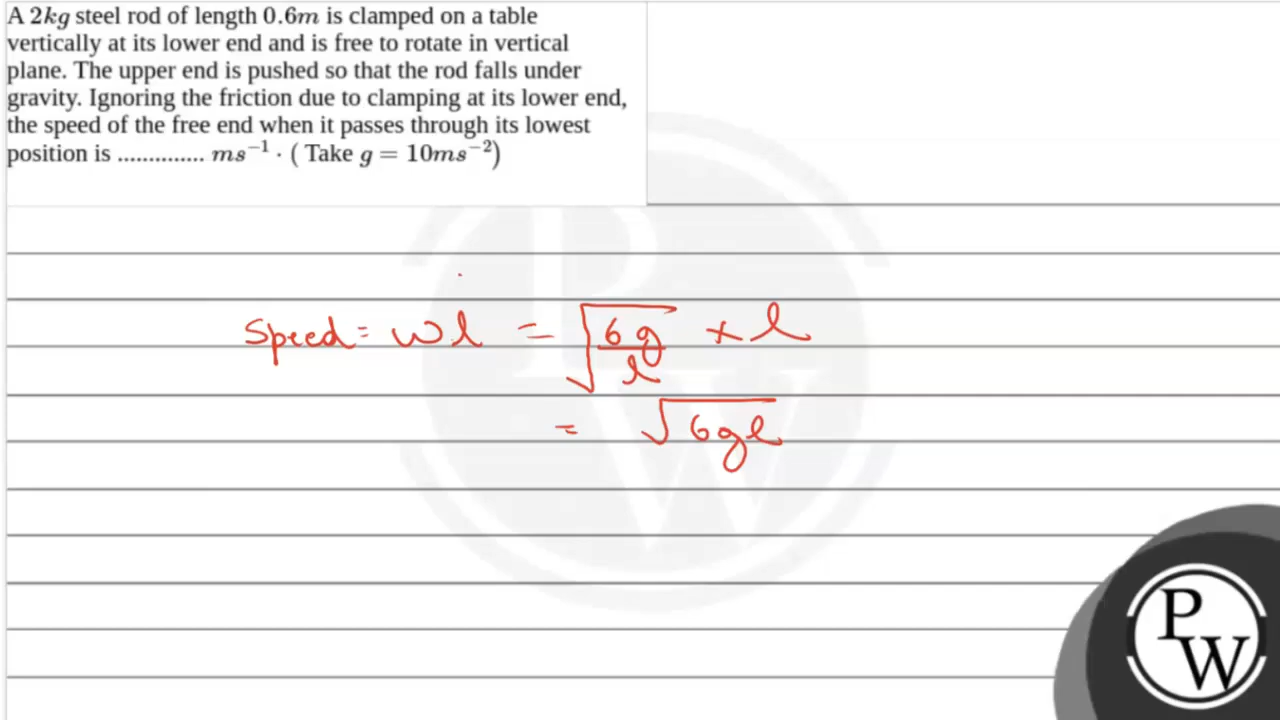 A 2kg steel rod of length 0.6m is clamped on a table
vertically at its lower end and is free to rotate in vertical
plane. The upper end is pushed so that the rod falls under
gravity. Ignoring the friction due to clamping at its lower end,
the speed of the free end when it passes through its lowest
position is .............. ms⁻¹ · ( Take g = 10ms⁻²)
Speed = wl = √(6g/l) × l
= √6gl
P
W
P
W